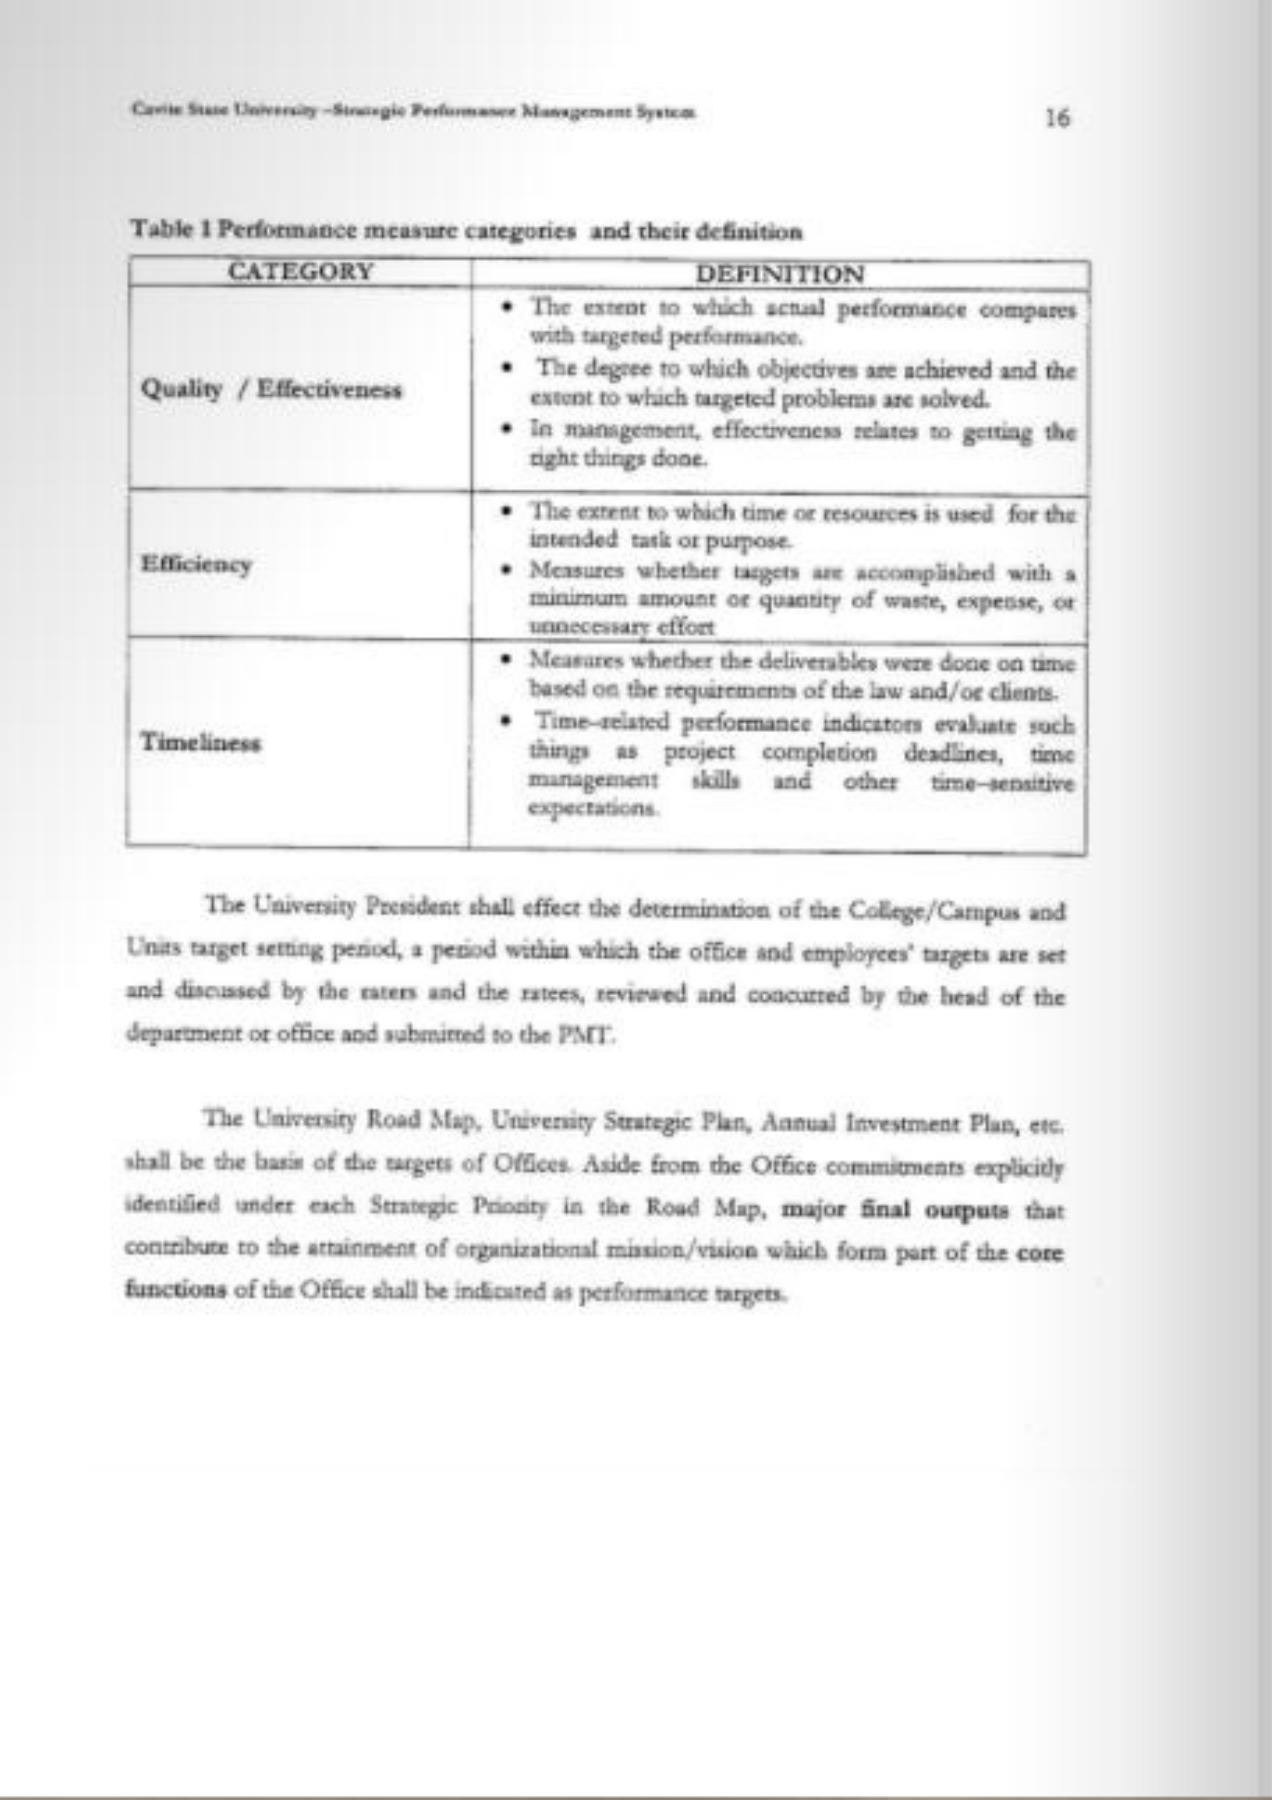 Cavite State University –Strategic Performance Management System
16
Table 1 Performance measure categories and their definition
CATEGORY
DEFINITION
Quality / Effectiveness
• The extent to which actual performance compares
with targeted performance.
• The degree to which objectives are achieved and the
extent to which targeted problems are solved.
• In management, effectiveness relates to getting the
right things done.
Efficiency
• The extent to which time or resources is used for the
intended task or purpose.
• Measures whether targets are accomplished with a
minimum amount or quantity of waste, expense, or
unnecessary effort
Timeliness
• Measures whether the deliverables were done on time
based on the requirements of the law and/or clients.
• Time–related performance indicators evaluate such
things as project completion deadlines, time
management skills and other time–sensitive
expectations.
The University President shall effect the determination of the College/Campus and
Units target setting period, a period within which the office and employees' targets are set
and discussed by the raters and the ratees, reviewed and concurred by the head of the
department or office and submitted to the PMT.
The University Road Map, University Strategic Plan, Annual Investment Plan, etc.
shall be the basis of the targets of Offices. Aside from the Office commitments explicitly
identified under each Strategic Priority in the Road Map, major final outputs that
contribute to the attainment of organizational mission/vision which form part of the core
functions of the Office shall be indicated as performance targets.